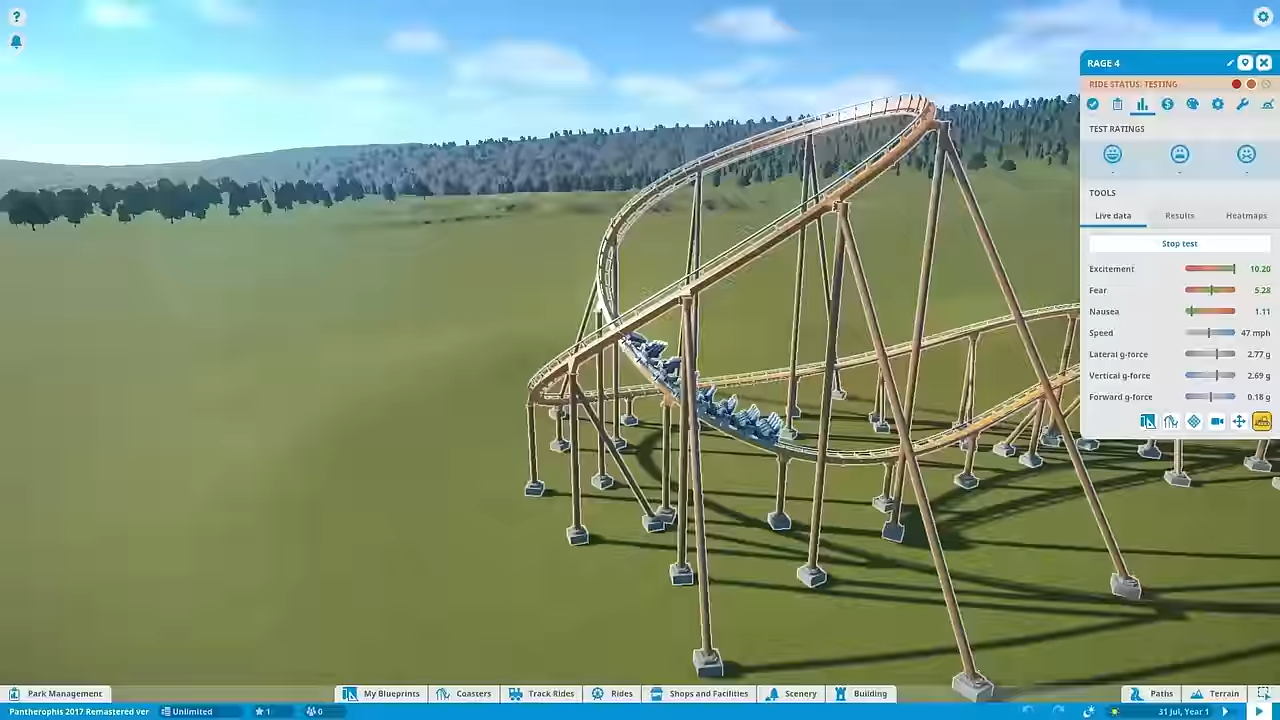 ?
RAGE 4
RIDE STATUS: TESTING
TEST RATINGS
TOOLS
Live data Results Heatmaps
Stop test
Excitement 10.20
Fear 5.28
Nausea 1.11
Speed 47 mph
Lateral g-force 2.77 g
Vertical g-force 2.69 g
Forward g-force 0.18 g
Park Management My Blueprints Coasters Track Rides Rides Shops and Facilities Scenery Building Paths Terrain
Pantherophis 2017 Remastered ver Unlimited 1 0 31 Jul, Year 1